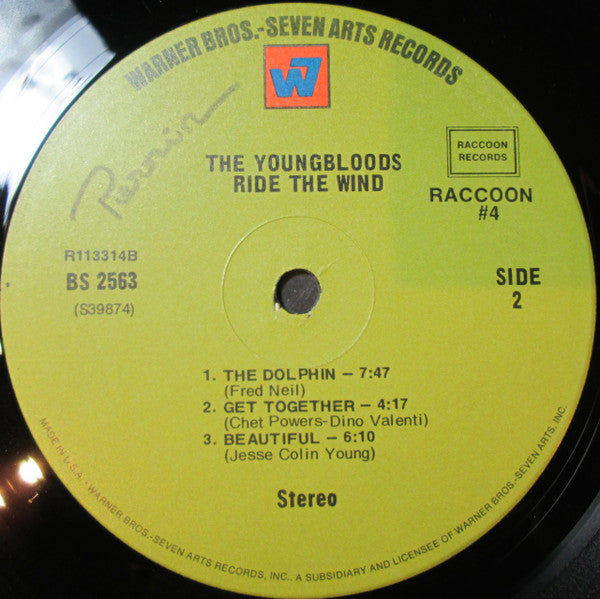 WARNER BROS.-SEVEN ARTS RECORDS
W7
Perrin
THE YOUNGBLOODS
RIDE THE WIND
RACCOON
RECORDS
RACCOON
#4
R113314B
BS 2563
(S39874)
SIDE
2
1. THE DOLPHIN – 7:47
(Fred Neil)
2. GET TOGETHER – 4:17
(Chet Powers-Dino Valenti)
3. BEAUTIFUL – 6:10
(Jesse Colin Young)
Stereo
MADE IN U.S.A. - WARNER BROS.-SEVEN ARTS RECORDS, INC., A SUBSIDIARY AND LICENSEE OF WARNER BROS.-SEVEN ARTS, INC.